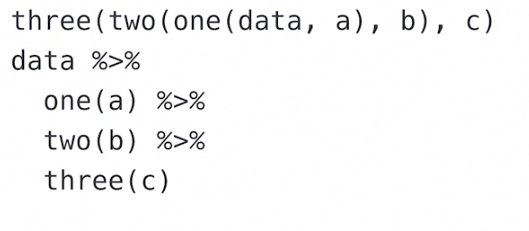 three(two(one(data, a), b), c)
data %>%
  one(a) %>%
  two(b) %>%
  three(c)